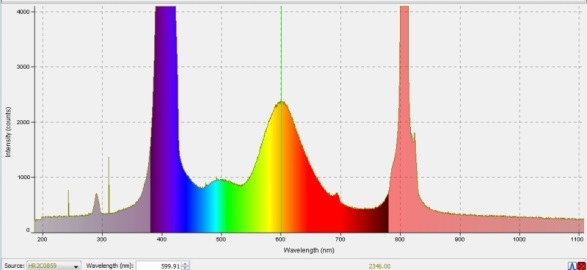 4000
3000
2000
1000
0
Intensity (counts)
200 300 400 500 600 700 800 900 1000 1100
Wavelength (nm)
Source: HR2C0859 Wavelength (nm): 599.91 2346.00
A